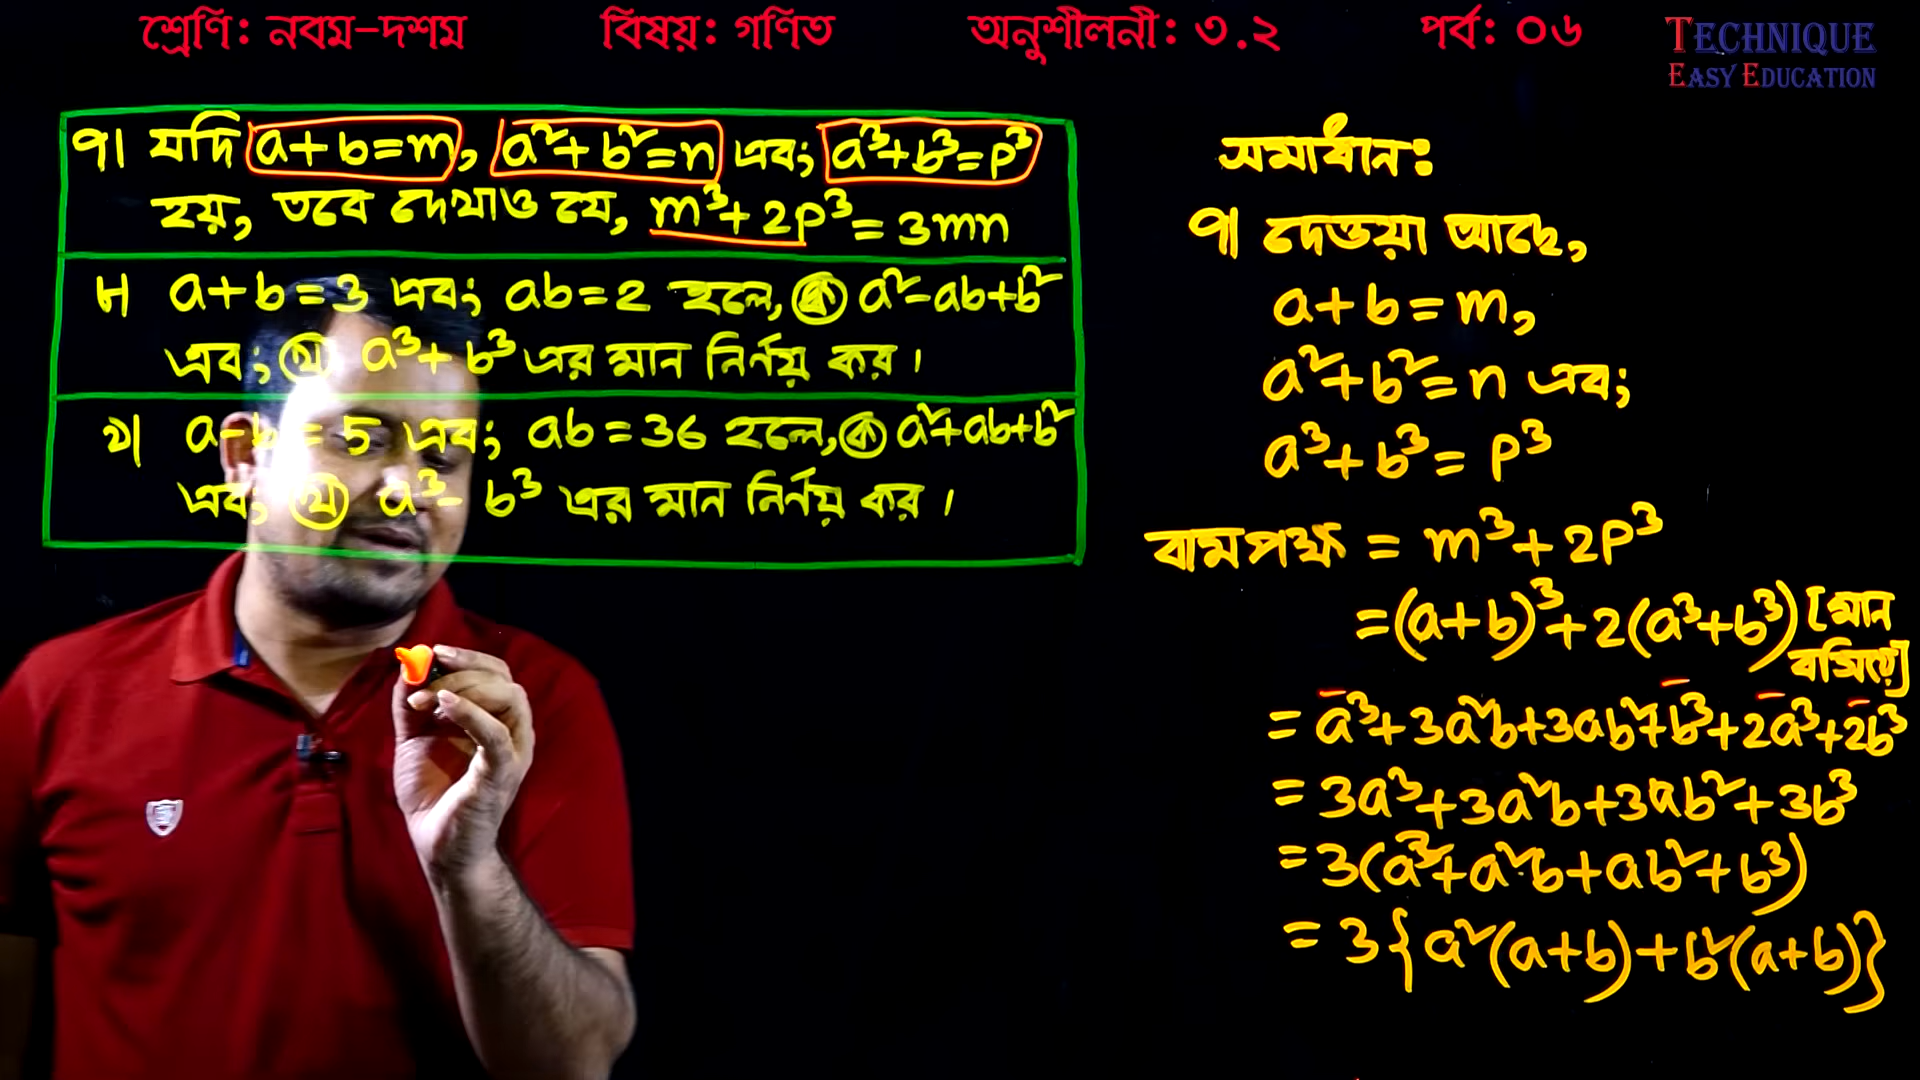 শ্রেণি: নবম-দশম বিষয়: গণিত অনুশীলনী: ৩.২ পর্ব: ০৬
TECHNIQUE
EASY EDUCATION
৭। যদি a+b=m, a²+b²=n এবং a³+b³=p³
হয়, তবে দেখাও যে, m³+2p³=3mn
৮। a+b=3 এবং ab=2 হলে, ক a²-ab+b²
এবং খ a³+b³ এর মান নির্ণয় কর।
৯। a-b=5 এবং ab=36 হলে, ক a²+ab+b²
এবং খ a³-b³ এর মান নির্ণয় কর।
সমাধান:
৭। দেওয়া আছে,
a+b=m,
a²+b²=n এবং
a³+b³=p³
বামপক্ষ = m³+2p³
=(a+b)³+2(a³+b³) [মান
বসিয়ে]
= a³+3a²b+3ab²+b³+2a³+2b³
= 3a³+3a²b+3ab²+3b³
= 3(a³+a²b+ab²+b³)
= 3{a²(a+b)+b²(a+b)}